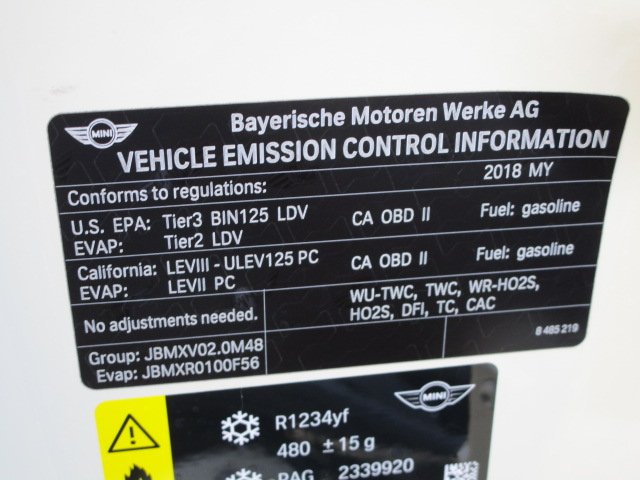 MINI
Bayerische Motoren Werke AG
VEHICLE EMISSION CONTROL INFORMATION
Conforms to regulations: 2018 MY
U.S. EPA: Tier3 BIN125 LDV CA OBD II Fuel: gasoline
EVAP: Tier2 LDV
California: LEVIII - ULEV125 PC CA OBD II Fuel: gasoline
EVAP: LEVII PC
No adjustments needed.
WU-TWC, TWC, WR-HO2S,
HO2S, DFI, TC, CAC
Group: JBMXV02.0M48
Evap: JBMXR0100F56
8 485 219
MINI
R1234yf
480 ± 15 g
PAG 2339920